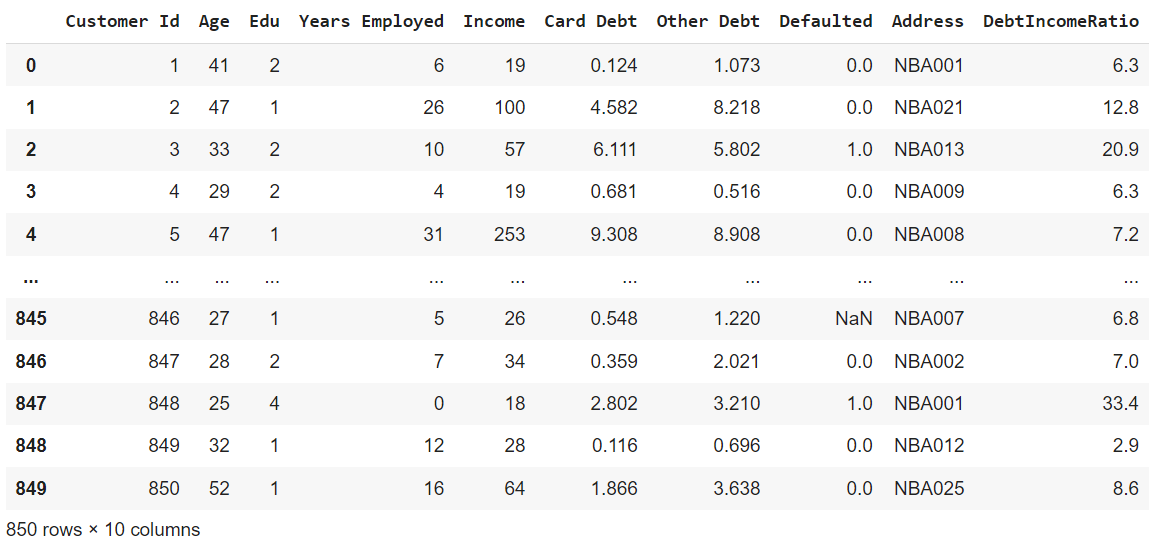 Customer Id Age Edu Years Employed Income Card Debt Other Debt Defaulted Address DebtIncomeRatio
0 1 41 2 6 19 0.124 1.073 0.0 NBA001 6.3
1 2 47 1 26 100 4.582 8.218 0.0 NBA021 12.8
2 3 33 2 10 57 6.111 5.802 1.0 NBA013 20.9
3 4 29 2 4 19 0.681 0.516 0.0 NBA009 6.3
4 5 47 1 31 253 9.308 8.908 0.0 NBA008 7.2
... ... ... ... ... ... ... ... ... ... ...
845 846 27 1 5 26 0.548 1.220 NaN NBA007 6.8
846 847 28 2 7 34 0.359 2.021 0.0 NBA002 7.0
847 848 25 4 0 18 2.802 3.210 1.0 NBA001 33.4
848 849 32 1 12 28 0.116 0.696 0.0 NBA012 2.9
849 850 52 1 16 64 1.866 3.638 0.0 NBA025 8.6
850 rows × 10 columns